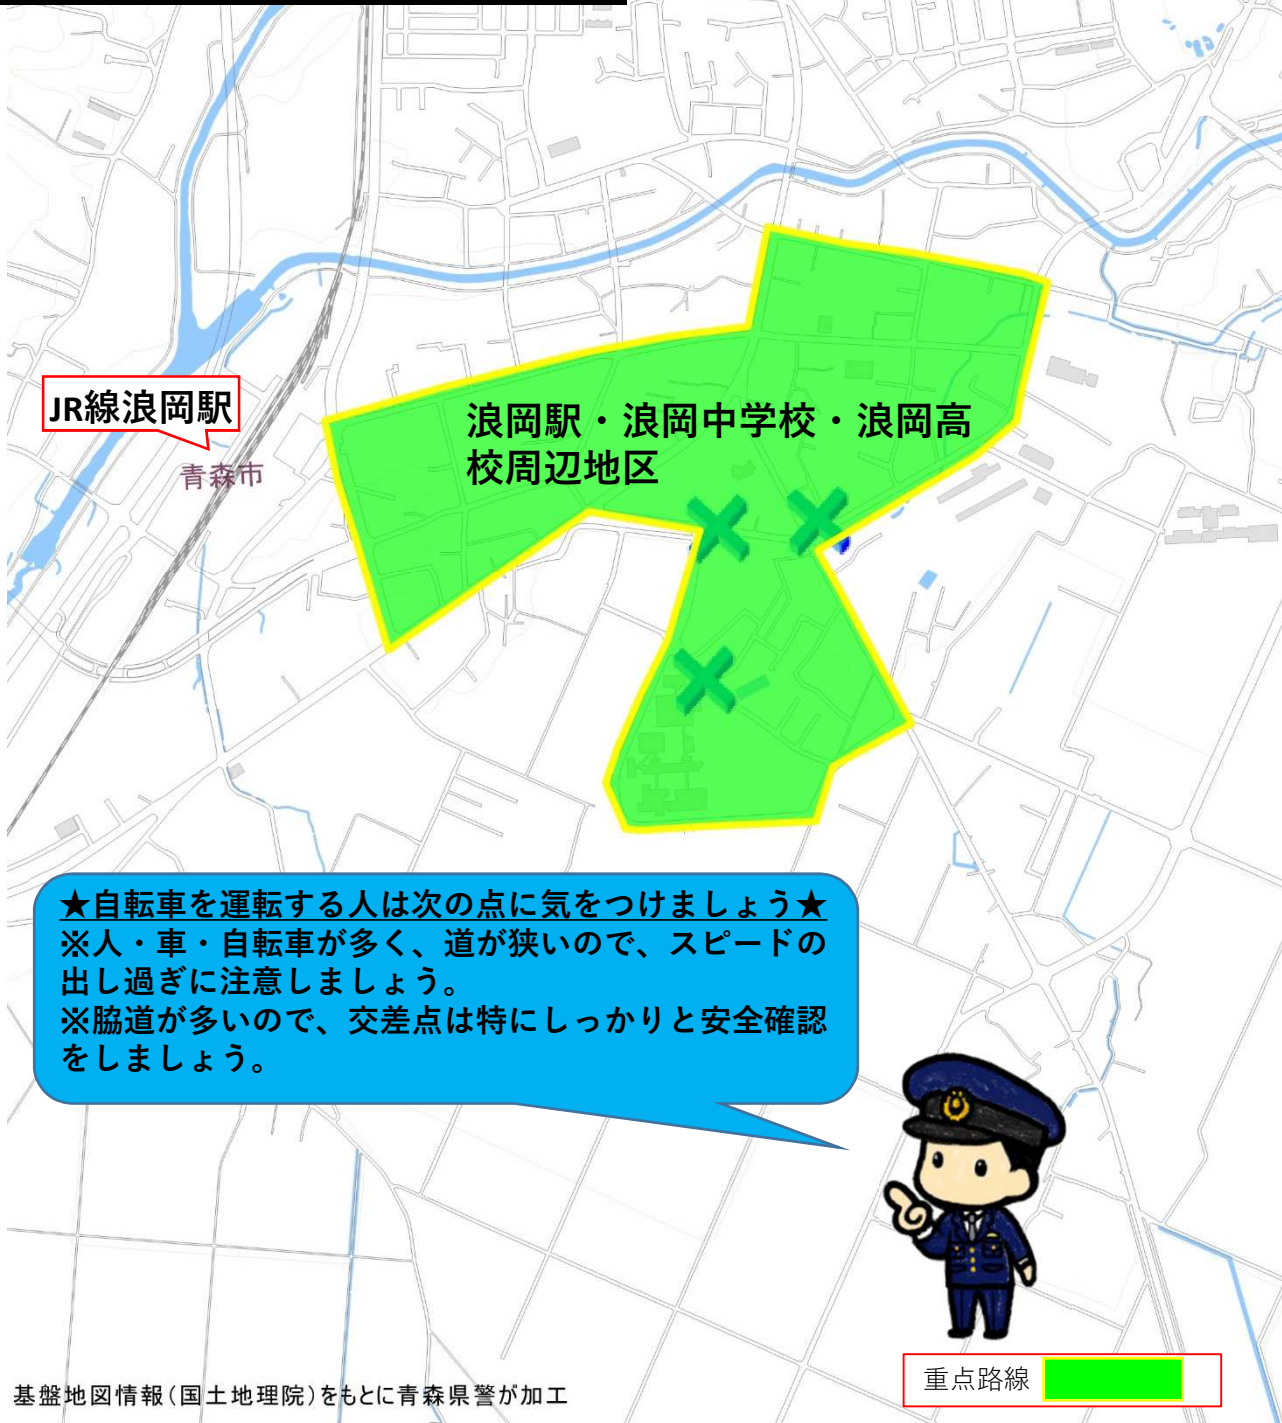 JR線浪岡駅
青森市
浪岡駅・浪岡中学校・浪岡高
校周辺地区
★自転車を運転する人は次の点に気をつけましょう★
※人・車・自転車が多く、道が狭いので、スピードの
出し過ぎに注意しましょう。
※脇道が多いので、交差点は特にしっかりと安全確認
をしましょう。
重点路線
基盤地図情報（国土地理院）をもとに青森県警が加工